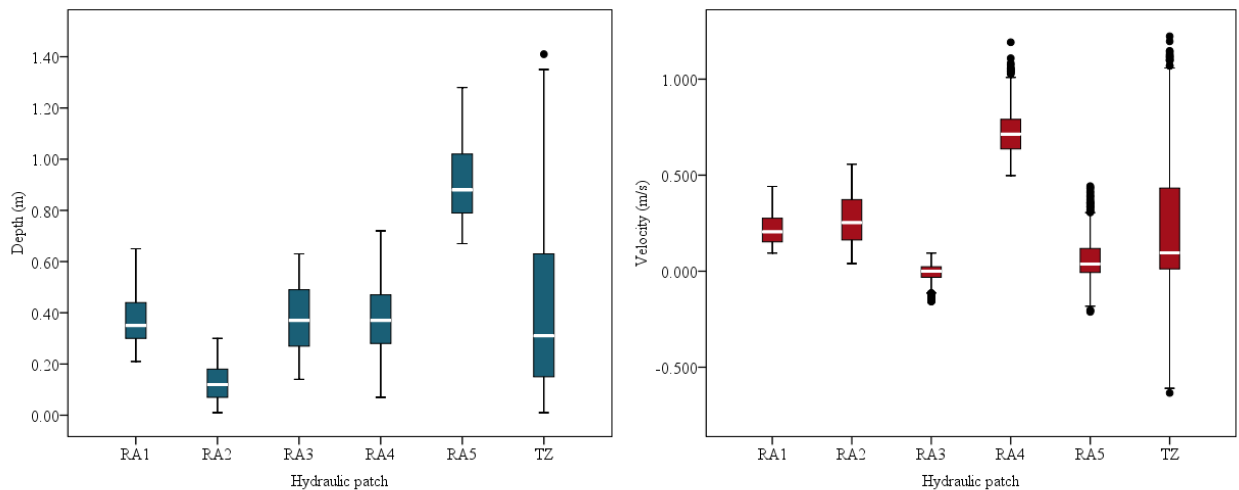 1.40
1.20
1.00
0.80
0.60
0.40
0.20
0.00
Depth (m)
RA1 RA2 RA3 RA4 RA5 TZ
Hydraulic patch
1.000
0.500
0.000
-0.500
Velocity (m/s)
RA1 RA2 RA3 RA4 RA5 TZ
Hydraulic patch